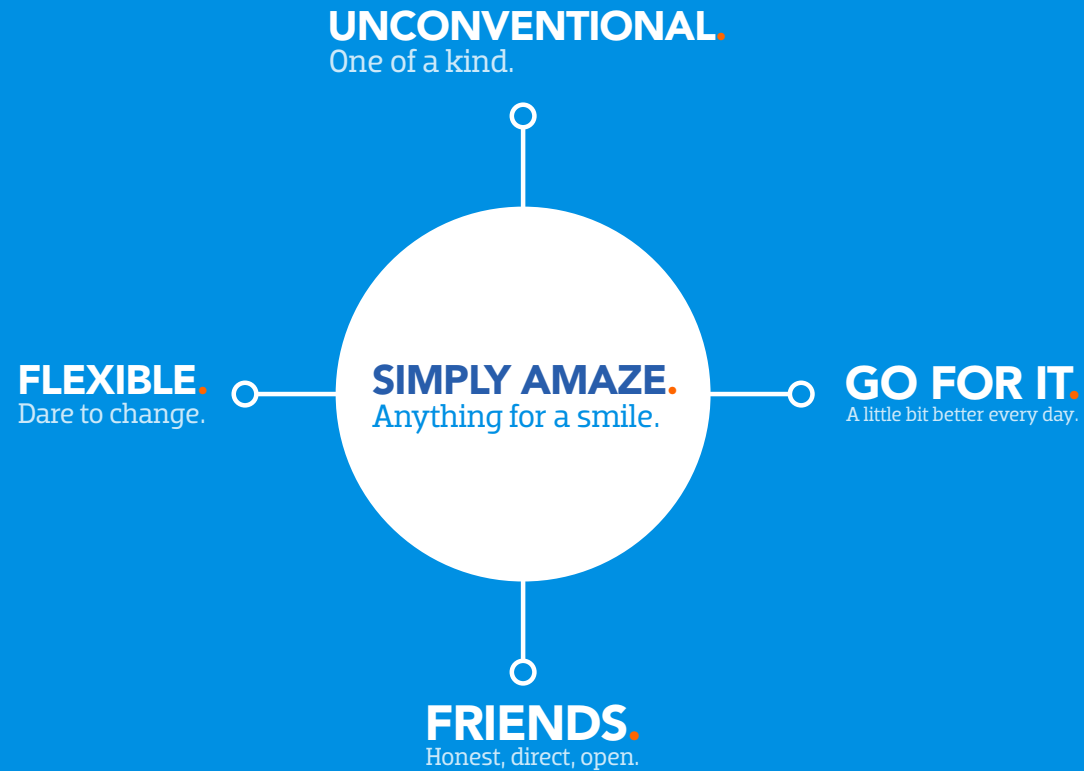 UNCONVENTIONAL.
One of a kind.
FLEXIBLE.
Dare to change.
SIMPLY AMAZE.
Anything for a smile.
GO FOR IT.
A little bit better every day.
FRIENDS.
Honest, direct, open.